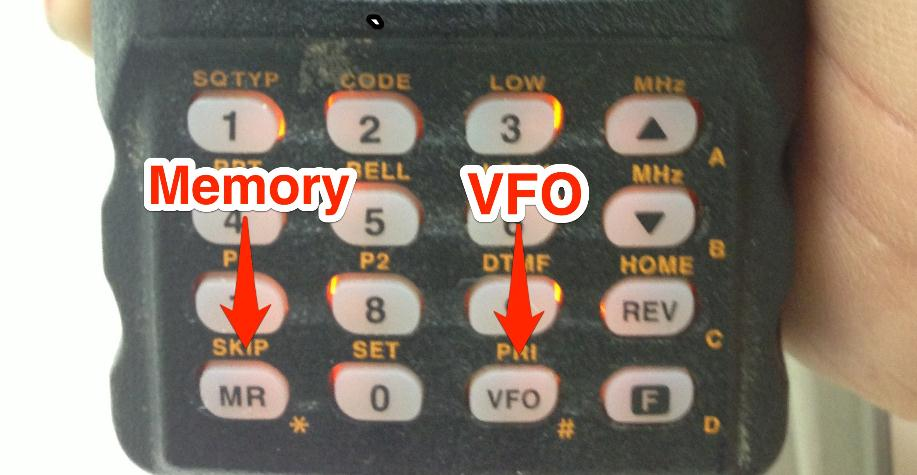 SQTYP CODE LOW MHz
1 2 3 ▲
A
BELL MHz
Memory VFO
4 5 6 ▼
B
P2 DTMF HOME
8 REV
C
SKIP SET PRI
MR 0 VFO F
* # D